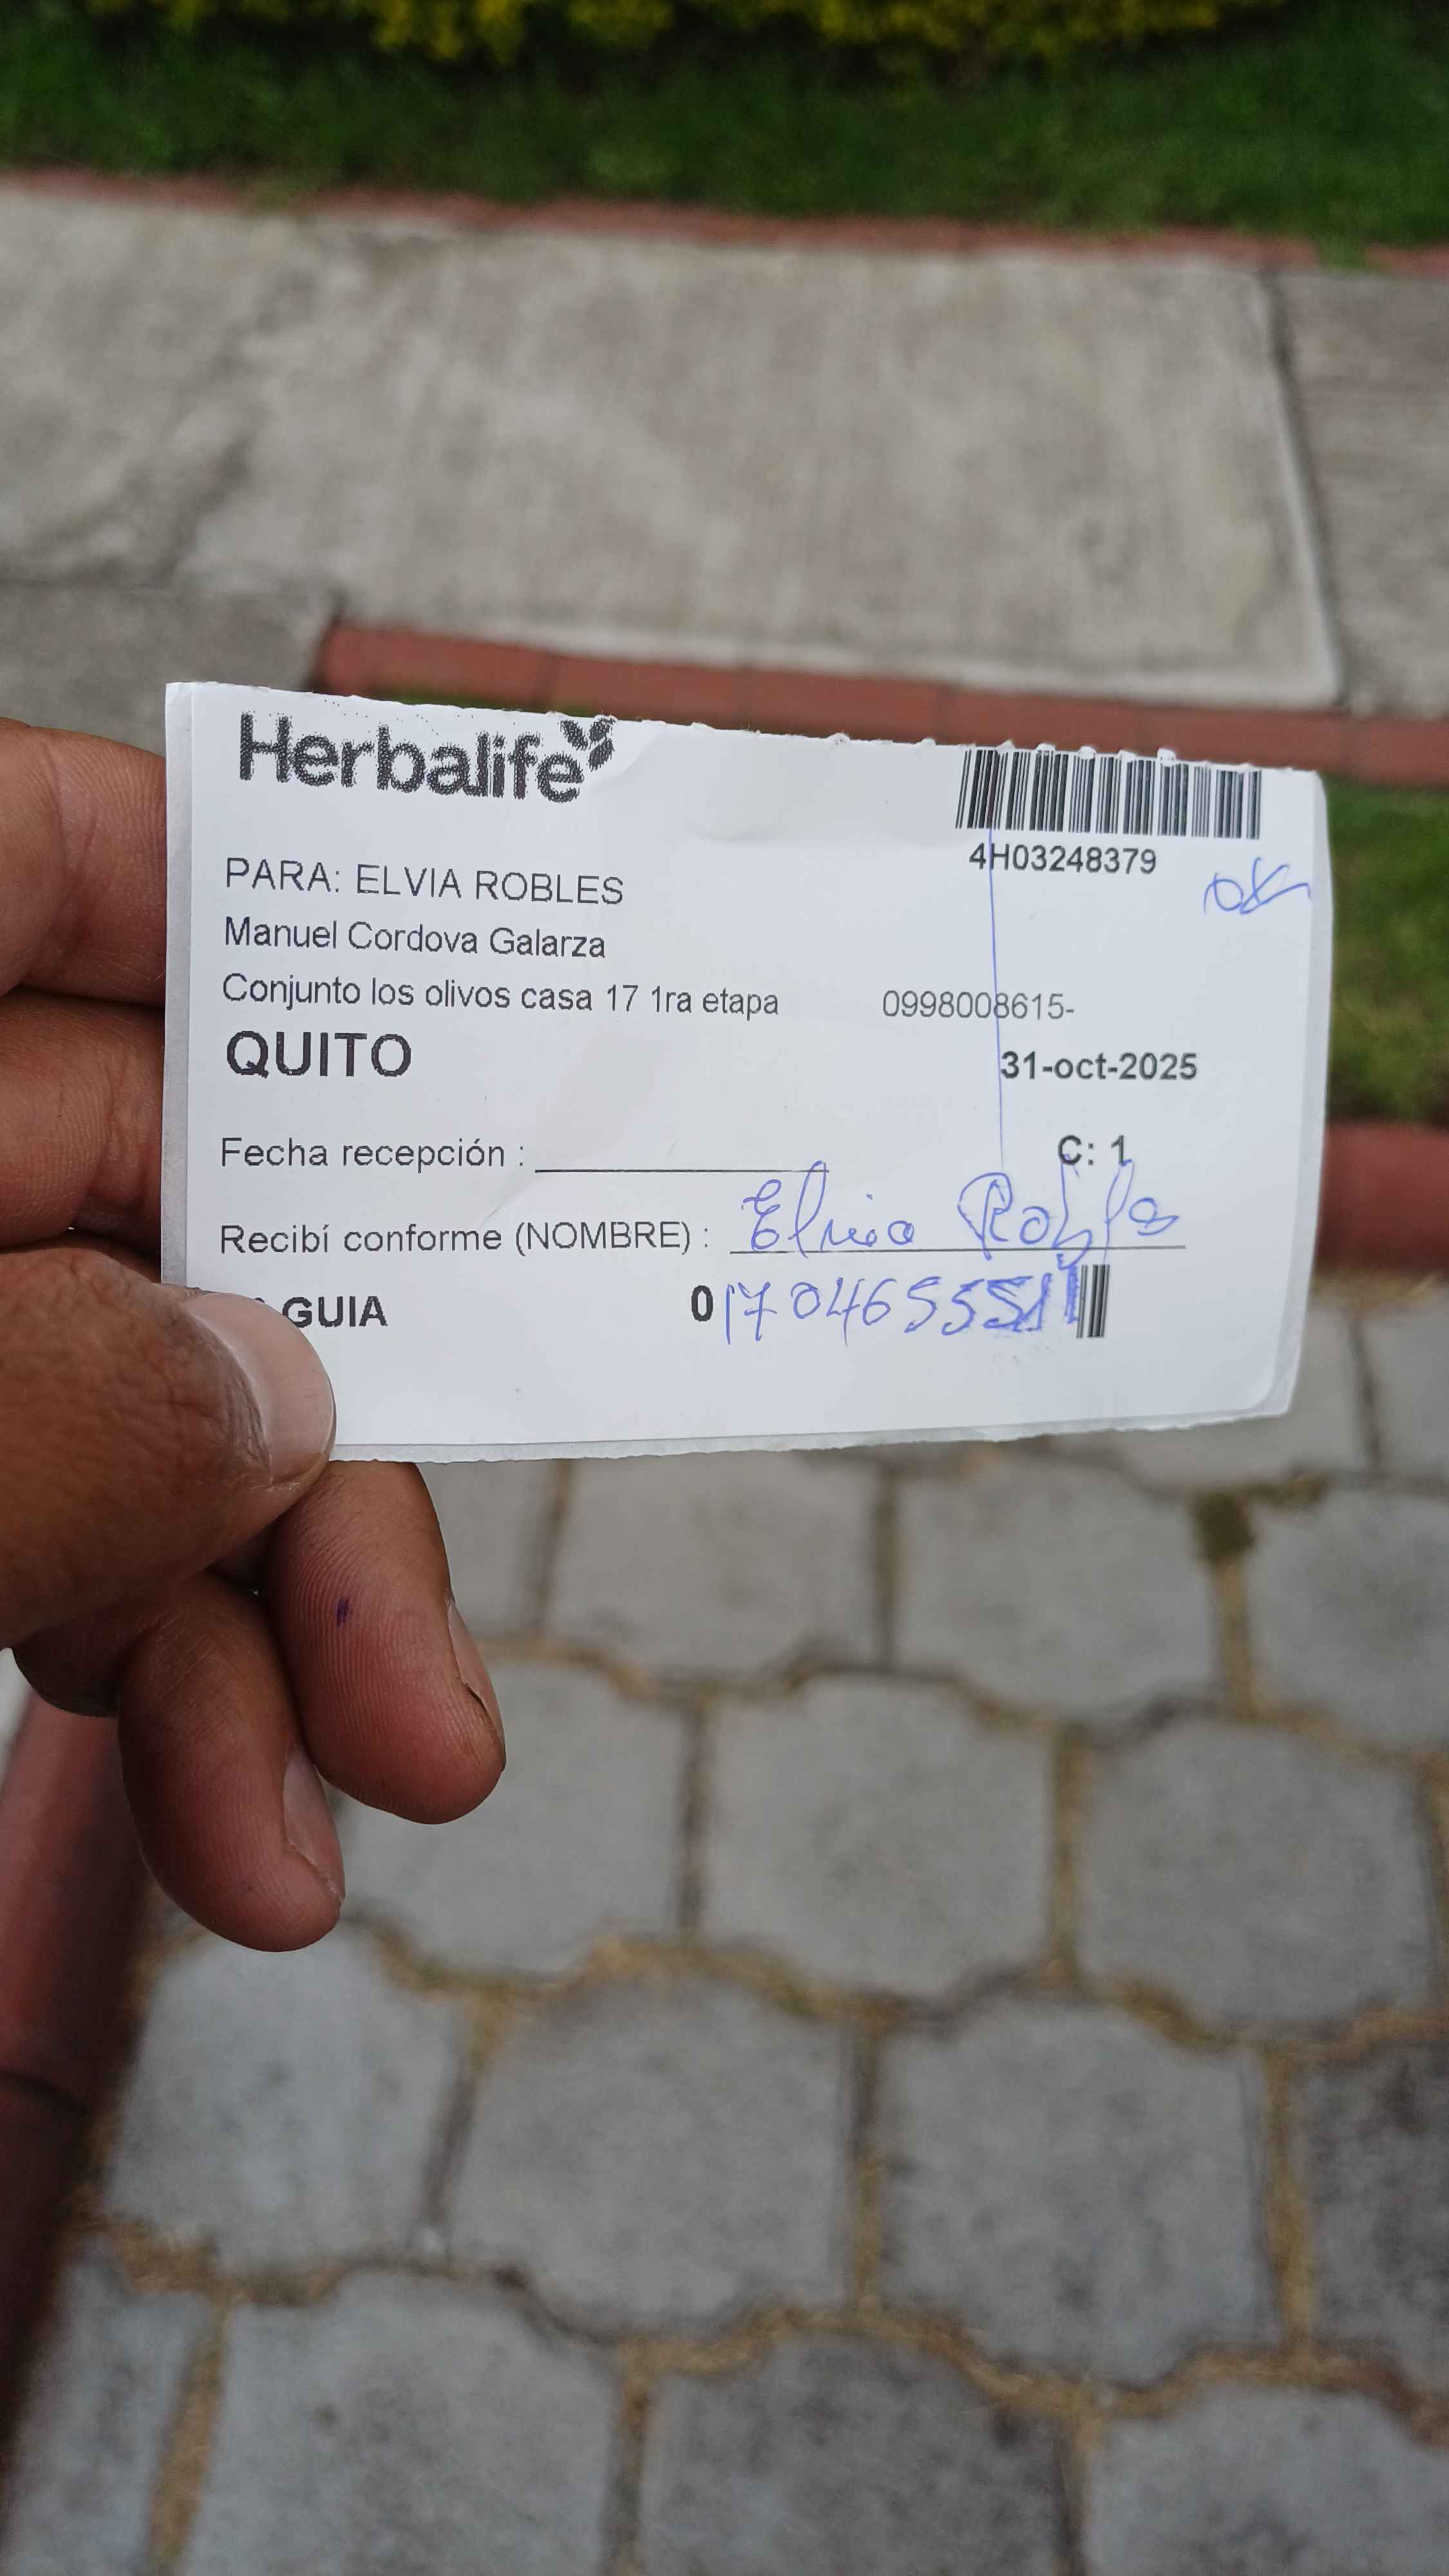 Herbalife
4H03248379
ok
PARA: ELVIA ROBLES
Manuel Cordova Galarza
Conjunto los olivos casa 17 1ra etapa 0998008615-
QUITO
31-oct-2025
Fecha recepción :
C: 1
Recibí conforme (NOMBRE) : Elvia Robles
GUIA 0